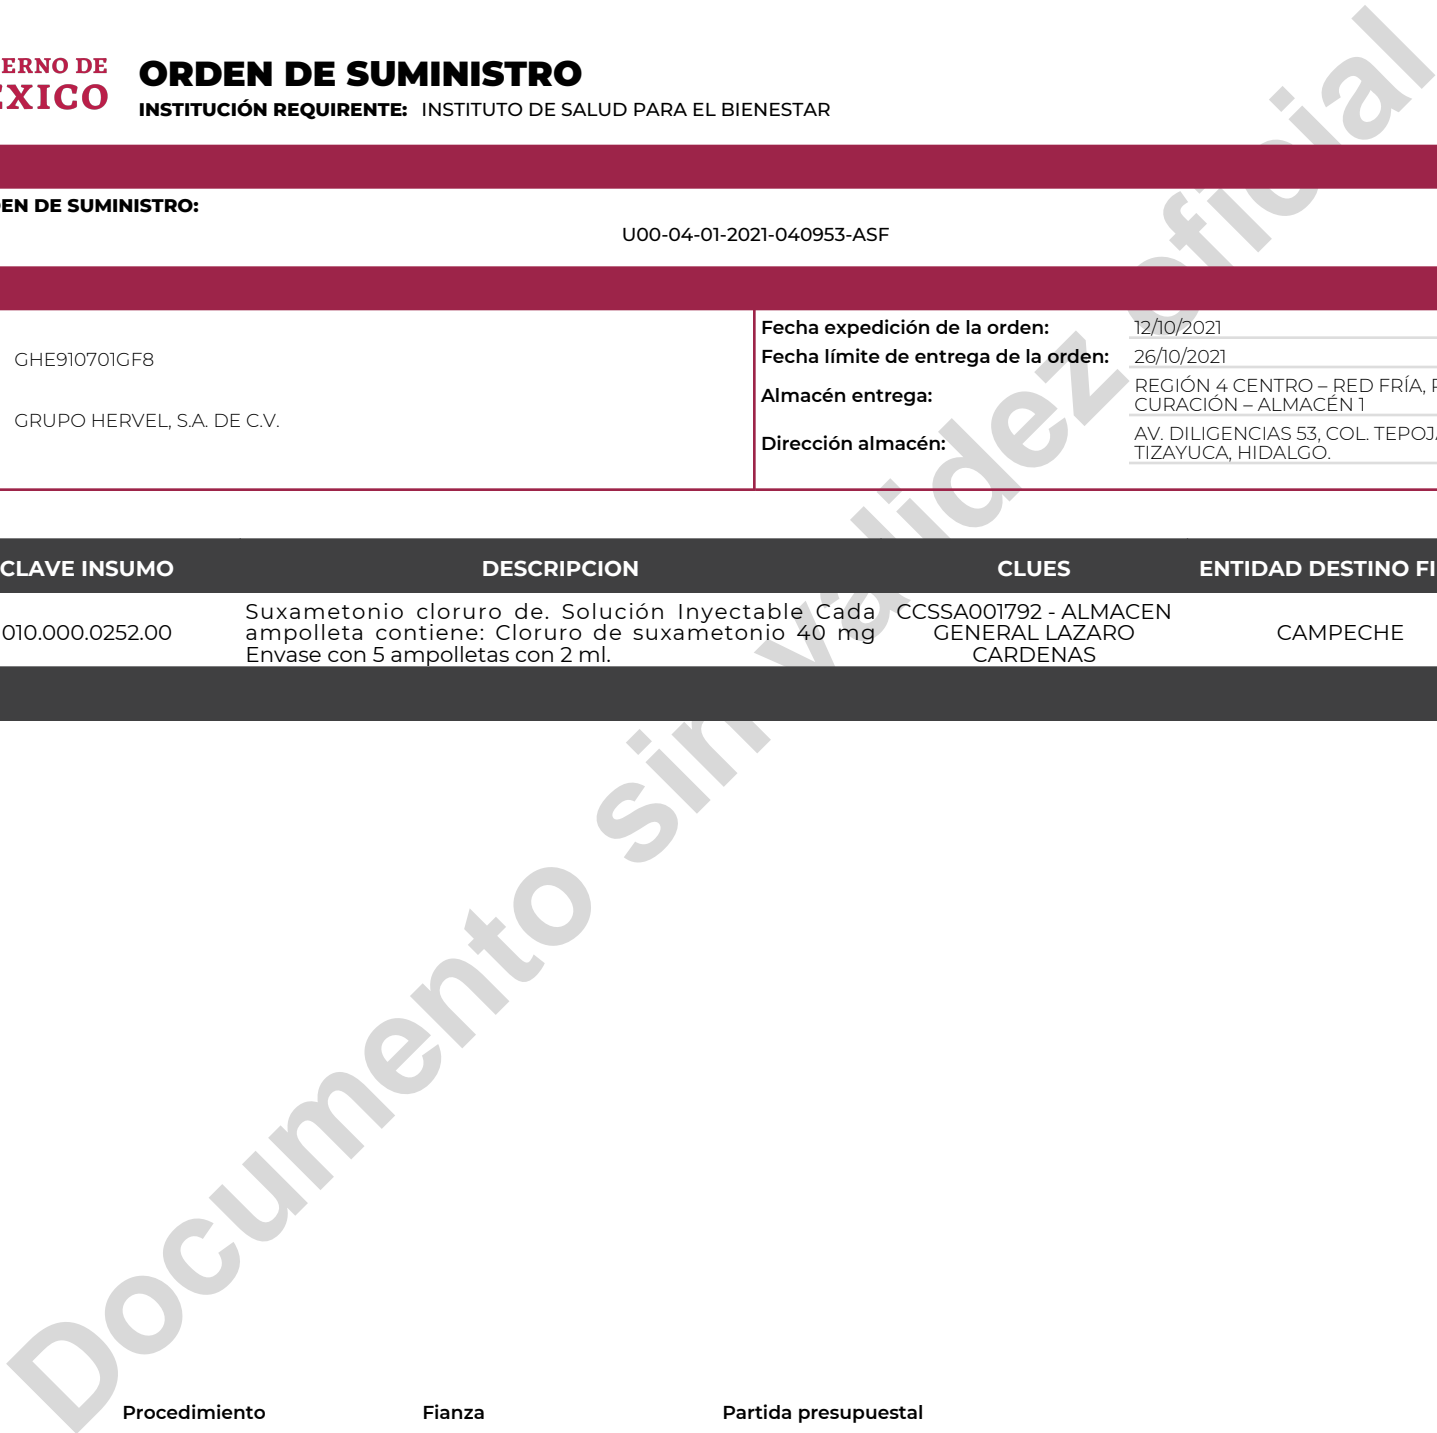 ERNO DE
EXICO
ORDEN DE SUMINISTRO
INSTITUCIÓN REQUIRENTE: INSTITUTO DE SALUD PARA EL BIENESTAR
EN DE SUMINISTRO:
U00-04-01-2021-040953-ASF
GHE910701GF8
GRUPO HERVEL, S.A. DE C.V.
Fecha expedición de la orden: 12/10/2021
Fecha límite de entrega de la orden: 26/10/2021
Almacén entrega: REGIÓN 4 CENTRO – RED FRÍA,
CURACIÓN – ALMACÉN 1
Dirección almacén: AV. DILIGENCIAS 53, COL. TEPOJ
TIZAYUCA, HIDALGO.
CLAVE INSUMO DESCRIPCION CLUES ENTIDAD DESTINO FI
010.000.0252.00
Suxametonio cloruro de. Solución Inyectable Cada
ampolleta contiene: Cloruro de suxametonio 40 mg
Envase con 5 ampolletas con 2 ml.
CCSSA001792 - ALMACEN
GENERAL LAZARO
CARDENAS
CAMPECHE
Documento sin validez oficial
Procedimiento Fianza Partida presupuestal